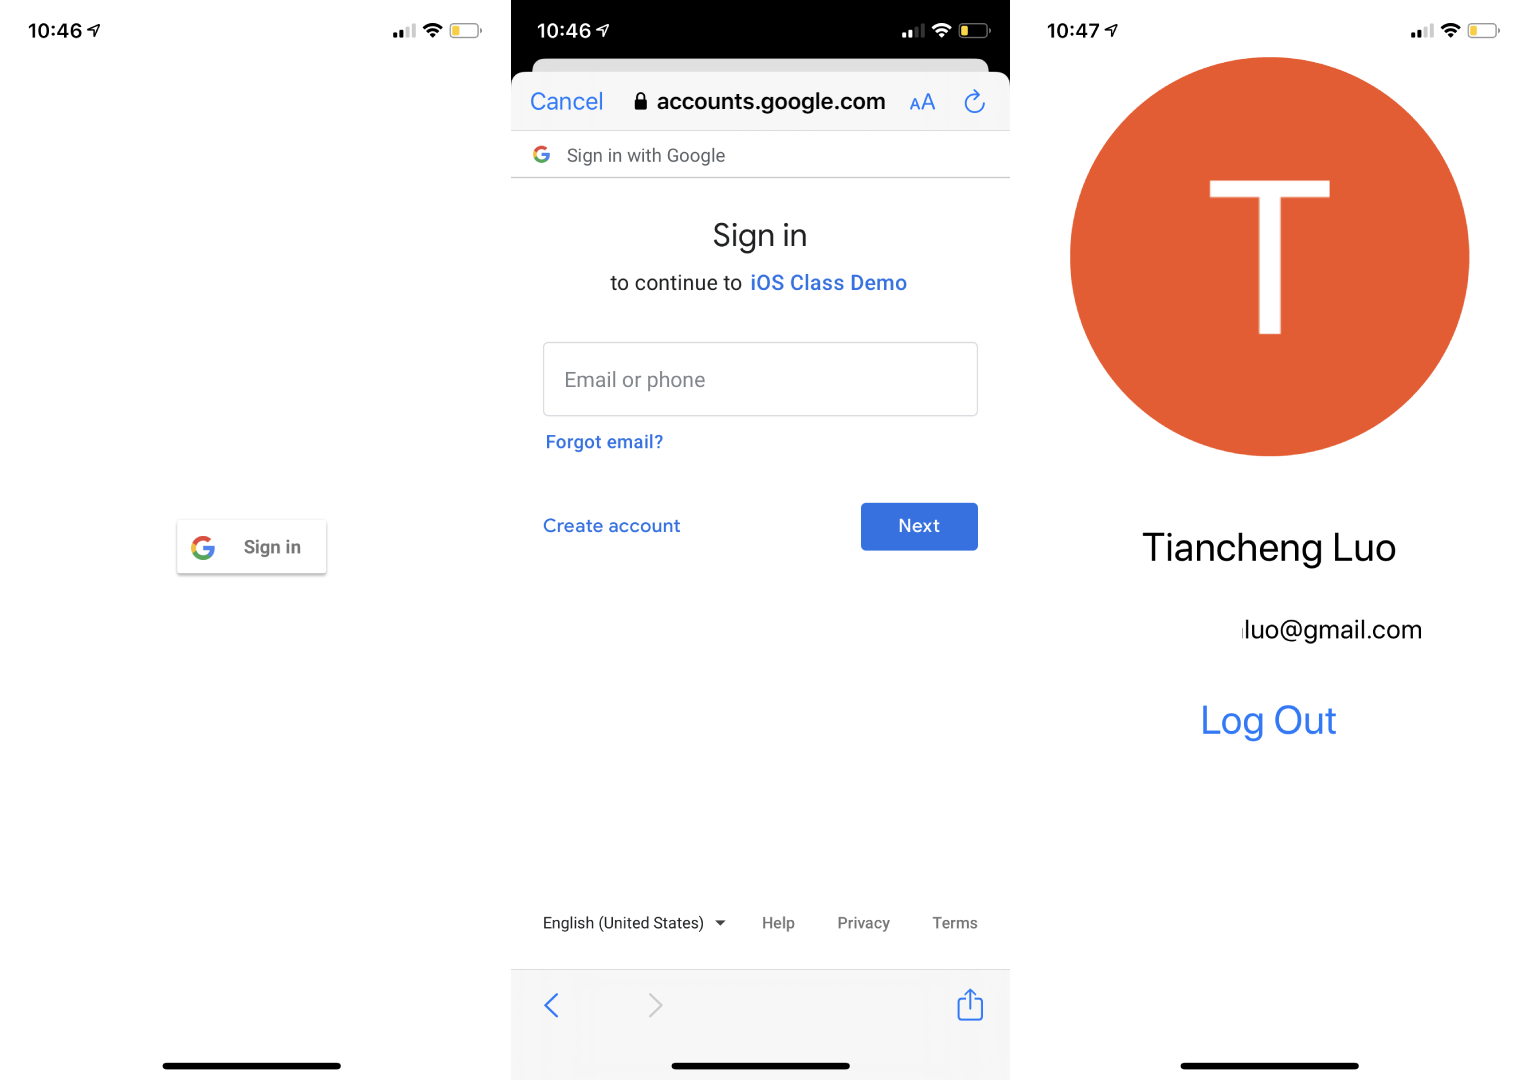 10:46
Sign in
10:46
Cancel accounts.google.com AA
Sign in with Google
Sign in
to continue to iOS Class Demo
Email or phone
Forgot email?
Create account Next
English (United States) Help Privacy Terms
10:47
T
Tiancheng Luo
luo@gmail.com
Log Out